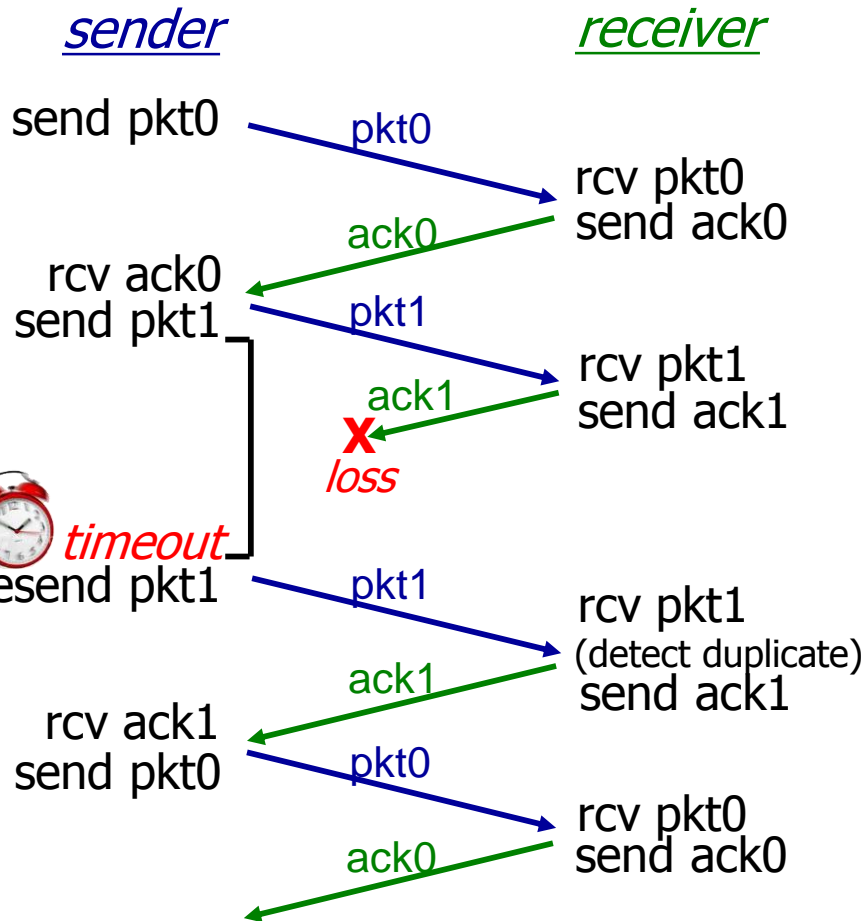 sender
receiver
send pkt0
pkt0
rcv pkt0
send ack0
ack0
rcv ack0
send pkt1
pkt1
rcv pkt1
send ack1
ack1
X
loss
timeout
esend pkt1
pkt1
rcv pkt1
(detect duplicate)
send ack1
ack1
rcv ack1
send pkt0
pkt0
rcv pkt0
send ack0
ack0